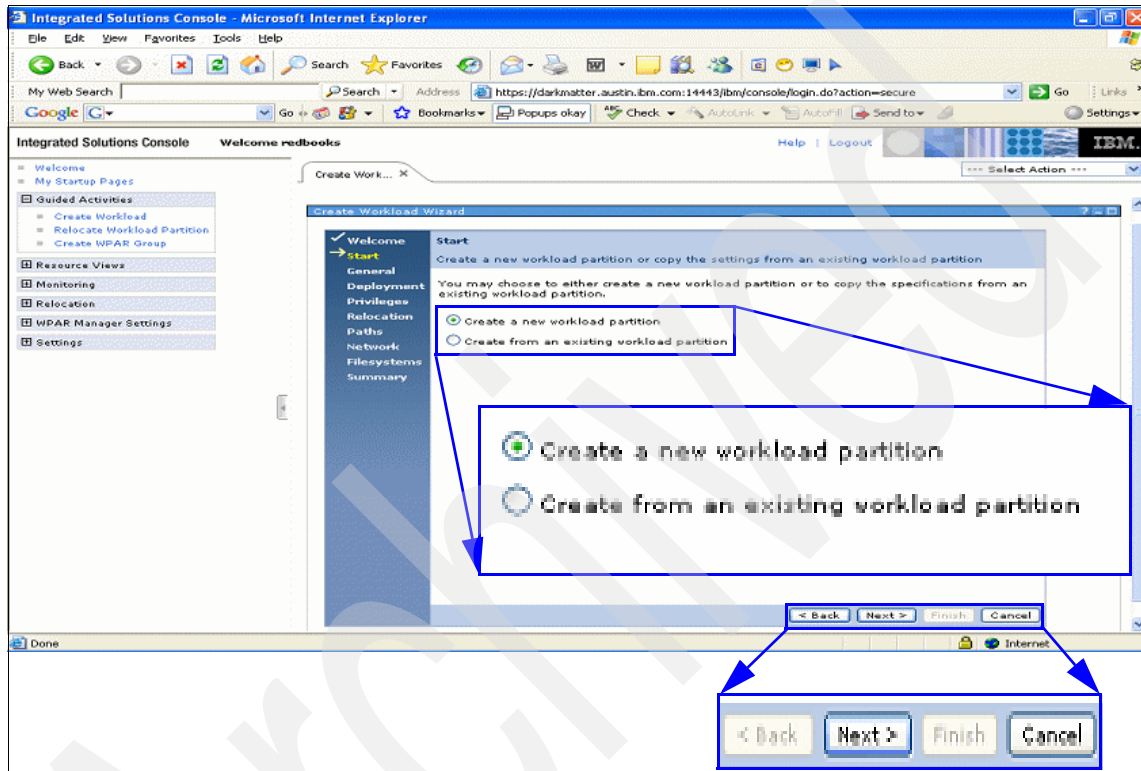 Integrated Solutions Console - Microsoft Internet Explorer
File Edit View Favorites Tools Help
Back Search Favorites
My Web Search Search Address https://darkmatter.austin.ibm.com:14443/ibm/console/login.do?action=secure Go Links »
Google G Go Bookmarks Popups okay Check AutoLink AutoFill Send to Settings
Integrated Solutions Console Welcome redbooks Help | Logout IBM.
Welcome
My Startup Pages
Create Work... --- Select Action ---
Guided Activities
Create Workload
Relocate Workload Partition
Create WPAR Group
Resource Views
Monitoring
Relocation
WPAR Manager Settings
Settings
Create Workload Wizard
Welcome
Start
General
Deployment
Privileges
Relocation
Paths
Network
Filesystems
Summary
Start
Create a new workload partition or copy the settings from an existing workload partition
You may choose to either create a new workload partition or to copy the specifications from an
existing workload partition.
Create a new workload partition
Create from an existing workload partition
Create a new workload partition
Create from an existing workload partition
< Back Next > Finish Cancel
Done Internet
< Back Next > Finish Cancel
Archived